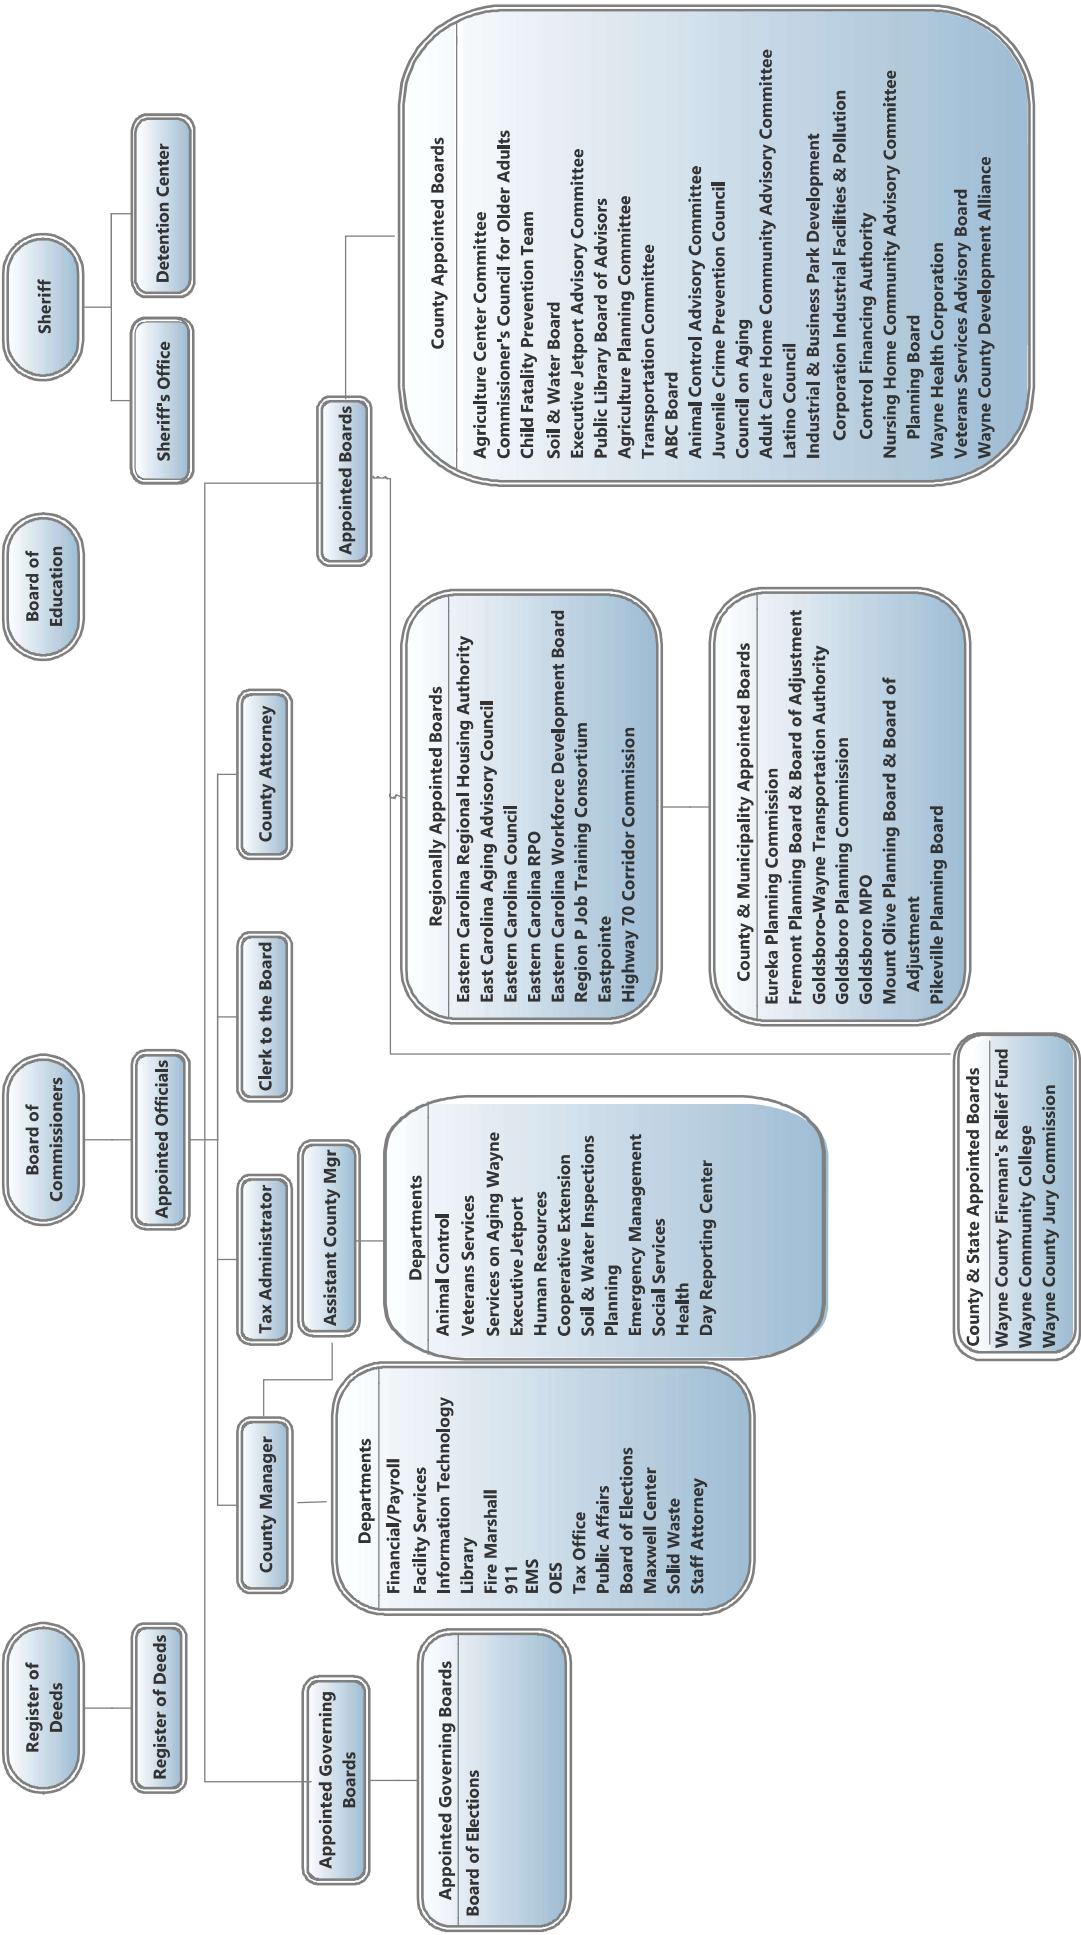 Register of
Deeds
Board of
Commissioners
Board of
Education
Sheriff
Register of Deeds
Appointed Officials
Sheriff's Office
Detention Center
County Manager
Tax Administrator
Clerk to the Board
County Attorney
Assistant County Mgr
Appointed Governing
Boards
Appointed Boards
Appointed Governing Boards
Board of Elections
Departments
Financial/Payroll
Facility Services
Information Technology
Library
Fire Marshall
911
EMS
OES
Tax Office
Public Affairs
Board of Elections
Maxwell Center
Solid Waste
Staff Attorney
Departments
Animal Control
Veterans Services
Services on Aging Wayne
Executive Jetport
Human Resources
Cooperative Extension
Soil & Water Inspections
Planning
Emergency Management
Social Services
Health
Day Reporting Center
Regionally Appointed Boards
Eastern Carolina Regional Housing Authority
East Carolina Aging Advisory Council
Eastern Carolina Council
Eastern Carolina RPO
Eastern Carolina Workforce Development Board
Region P Job Training Consortium
Eastpointe
Highway 70 Corridor Commission
County Appointed Boards
Agriculture Center Committee
Commissioner's Council for Older Adults
Child Fatality Prevention Team
Soil & Water Board
Executive Jetport Advisory Committee
Public Library Board of Advisors
Agriculture Planning Committee
Transportation Committee
ABC Board
Animal Control Advisory Committee
Juvenile Crime Prevention Council
Council on Aging
Adult Care Home Community Advisory Committee
Latino Council
Industrial & Business Park Development
Corporation Industrial Facilities & Pollution
Control Financing Authority
Nursing Home Community Advisory Committee
Planning Board
Wayne Health Corporation
Veterans Services Advisory Board
Wayne County Development Alliance
County & Municipality Appointed Boards
Eureka Planning Commission
Fremont Planning Board & Board of Adjustment
Goldsboro-Wayne Transportation Authority
Goldsboro Planning Commission
Goldsboro MPO
Mount Olive Planning Board & Board of
Adjustment
Pikeville Planning Board
County & State Appointed Boards
Wayne County Fireman's Relief Fund
Wayne Community College
Wayne County Jury Commission